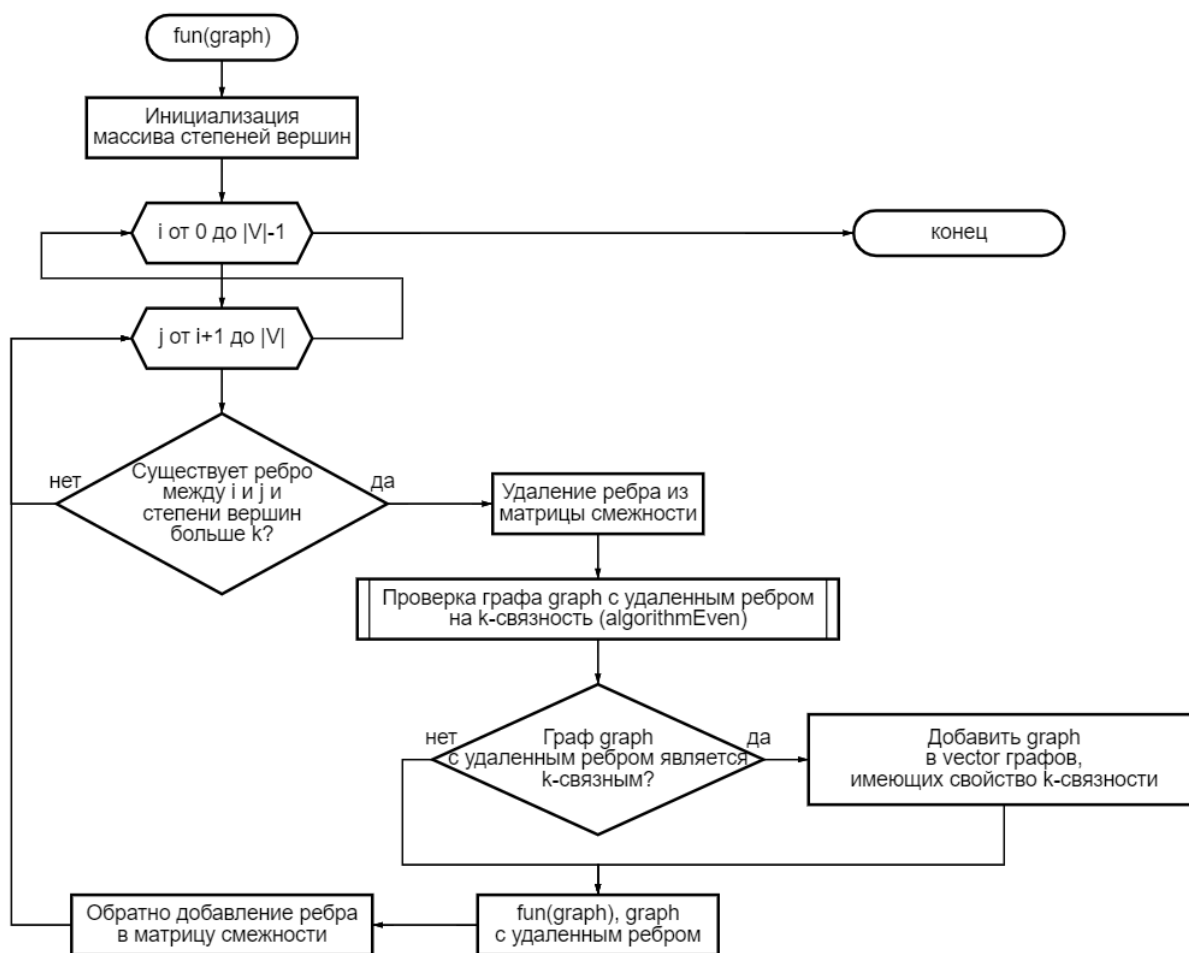 fun(graph)
Инициализация
массива степеней вершин
i от 0 до |V|-1
конец
j от i+1 до |V|
нет
Существует ребро
между i и j и
степени вершин
больше k?
да
Удаление ребра из
матрицы смежности
Проверка графа graph с удаленным ребром
на k-связность (algorithmEven)
нет
Граф graph
с удаленным ребром является
k-связным?
да
Добавить graph
в vector графов,
имеющих свойство k-связности
Обратно добавление ребра
в матрицу смежности
fun(graph), graph
с удаленным ребром